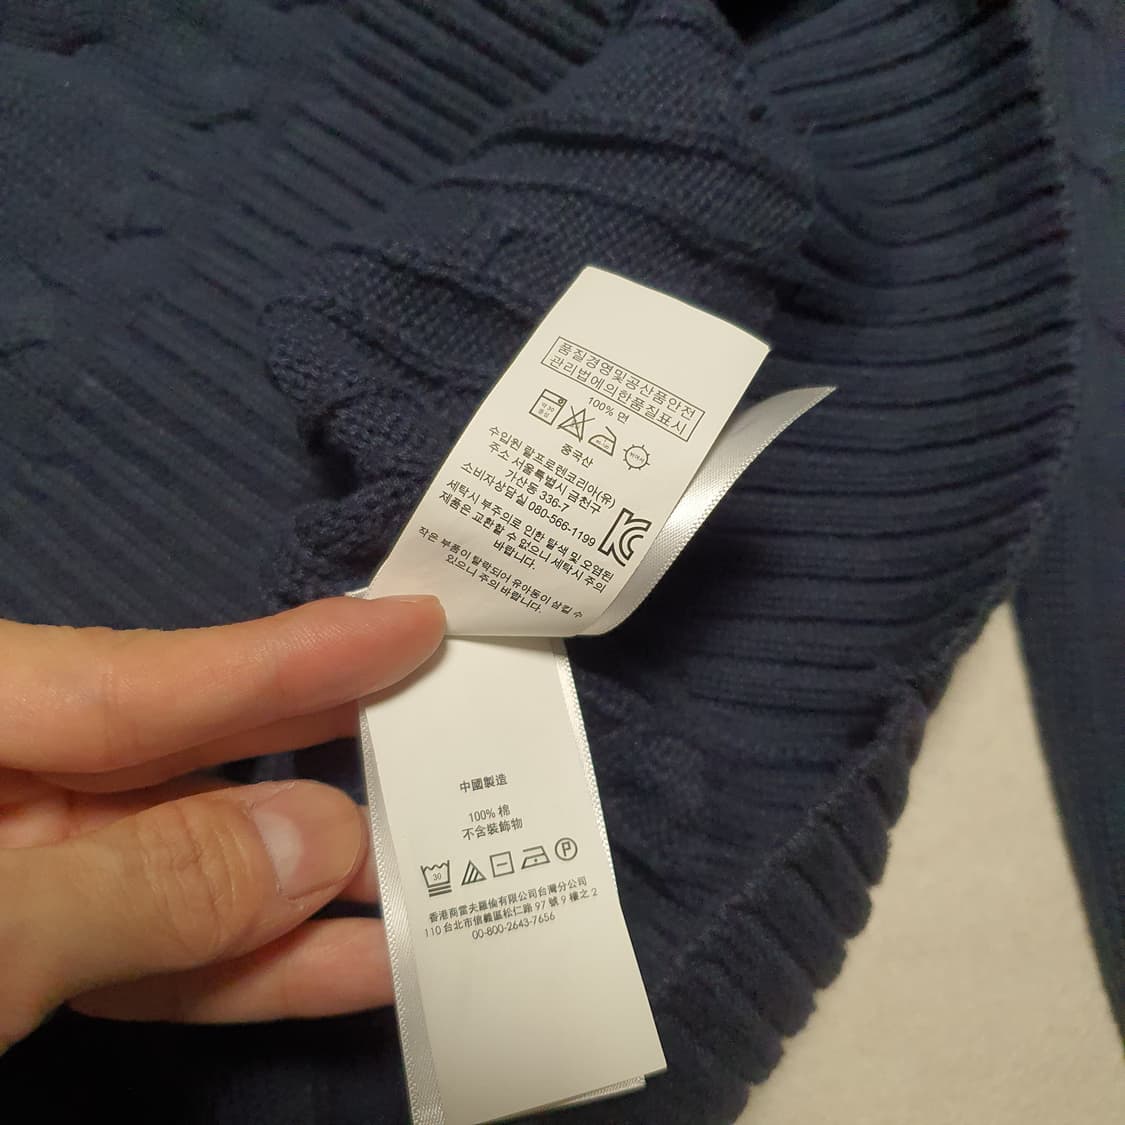 품질경영및공산품안전
관리법에의한품질표시
100% 면
약 30
중성
뉘어서
중국산
수입원 랄프로렌코리아(유)
주소 서울특별시 금천구
가산동 336-7
소비자상담실 080-566-1199
세탁시 부주의로 인한 탈색 및 오염된
제품은 교환할 수 없으니 세탁시 주의
바랍니다.
작은 부품이 탈락되어 유아동이 삼킬 수
있으니 주의 바랍니다.
中國製造
100% 棉
不含裝飾物
30
P
香港商雷夫羅倫有限公司台灣分公司
110 台北市信義區松仁路 97 號 9 樓之 2
00-800-2643-7656